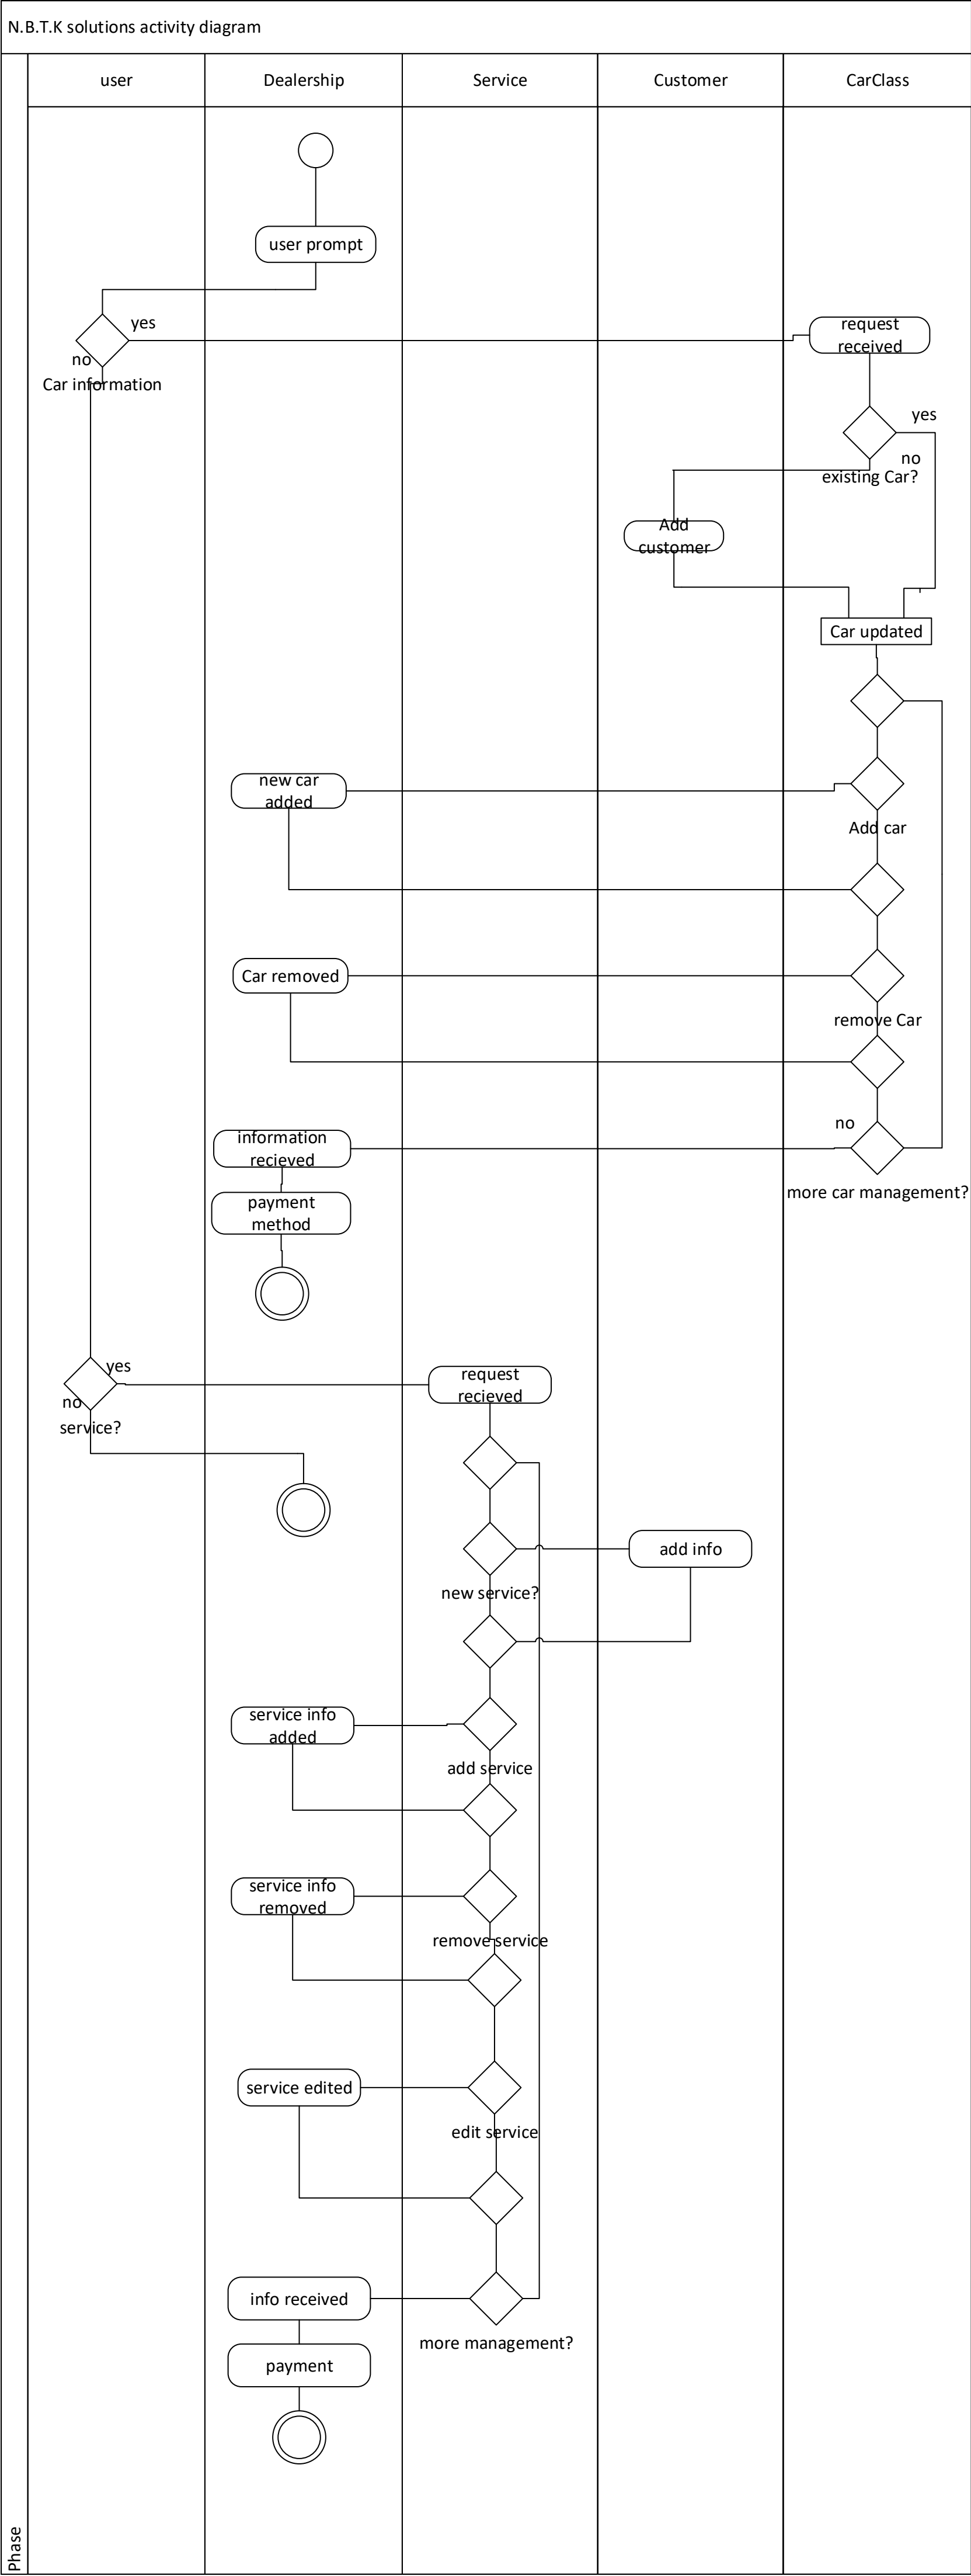 N.B.T.K solutions activity diagram
user
Dealership
Service
Customer
CarClass
user prompt
yes
no
Car information
request
received
yes
no
existing Car?
Add
customer
Car updated
new car
added
Add car
Car removed
remove Car
no
information
recieved
more car management?
payment
method
yes
no
service?
request
recieved
add info
new service?
service info
added
add service
service info
removed
remove service
service edited
edit service
info received
more management?
payment
Phase